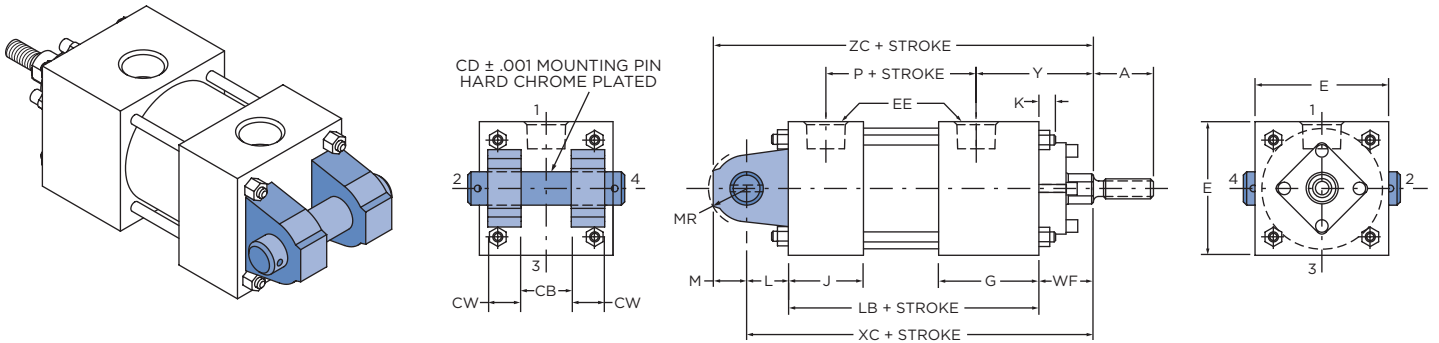 CD ± .001 MOUNTING PIN
HARD CHROME PLATED
1
2
4
3
CW
CB
CW
ZC + STROKE
P + STROKE
Y
A
EE
K
MR
M
L
J
G
WF
LB + STROKE
XC + STROKE
E
E
1
4
2
3